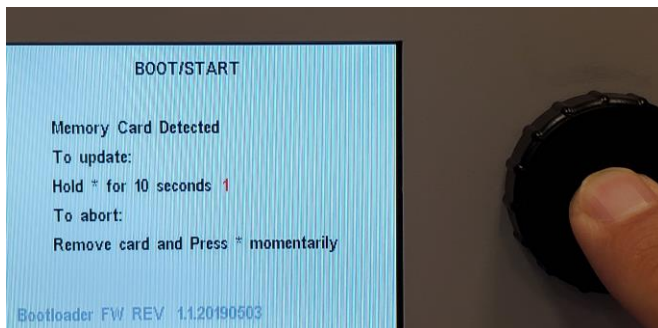 BOOT/START
Memory Card Detected
To update:
Hold * for 10 seconds 1
To abort:
Remove card and Press * momentarily
Bootloader FW REV 1.1.20190503